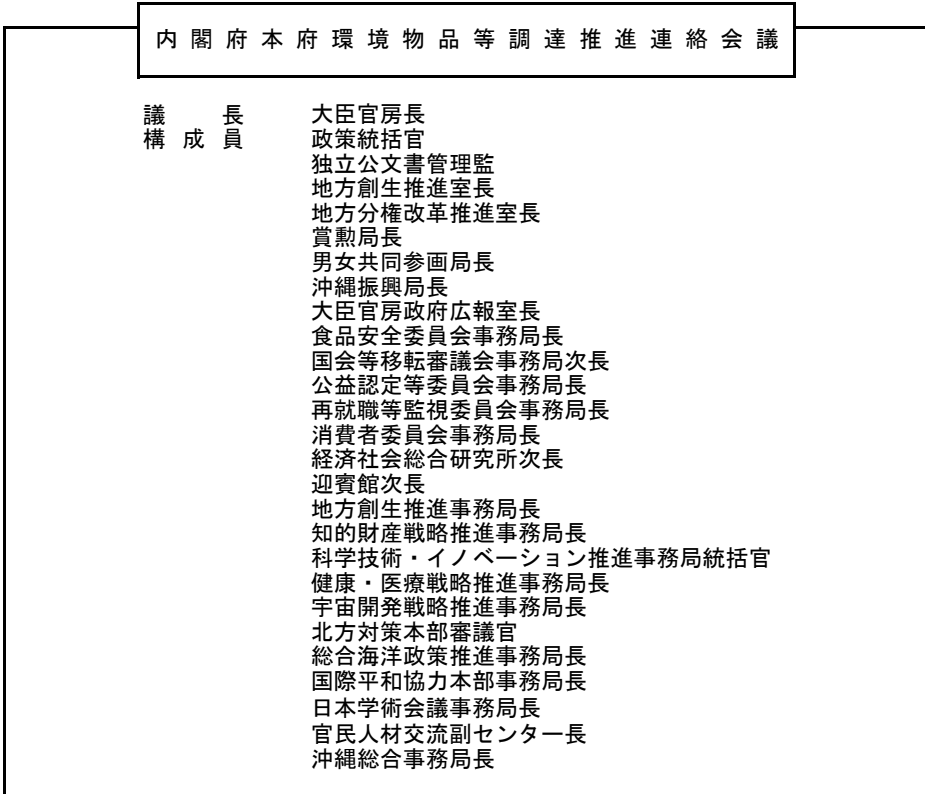 内閣府本府環境物品等調達推進連絡会議
議長 大臣官房長
構成員 政策統括官
独立公文書管理監
地方創生推進室長
地方分権改革推進室長
賞勲局長
男女共同参画局長
沖縄振興局長
大臣官房政府広報室長
食品安全委員会事務局長
国会等移転審議会事務局次長
公益認定等委員会事務局長
再就職等監視委員会事務局長
消費者委員会事務局長
経済社会総合研究所次長
迎賓館次長
地方創生推進事務局長
知的財産戦略推進事務局長
科学技術・イノベーション推進事務局統括官
健康・医療戦略推進事務局長
宇宙開発戦略推進事務局長
北方対策本部審議官
総合海洋政策推進事務局長
国際平和協力本部事務局長
日本学術会議事務局長
官民人材交流副センター長
沖縄総合事務局長